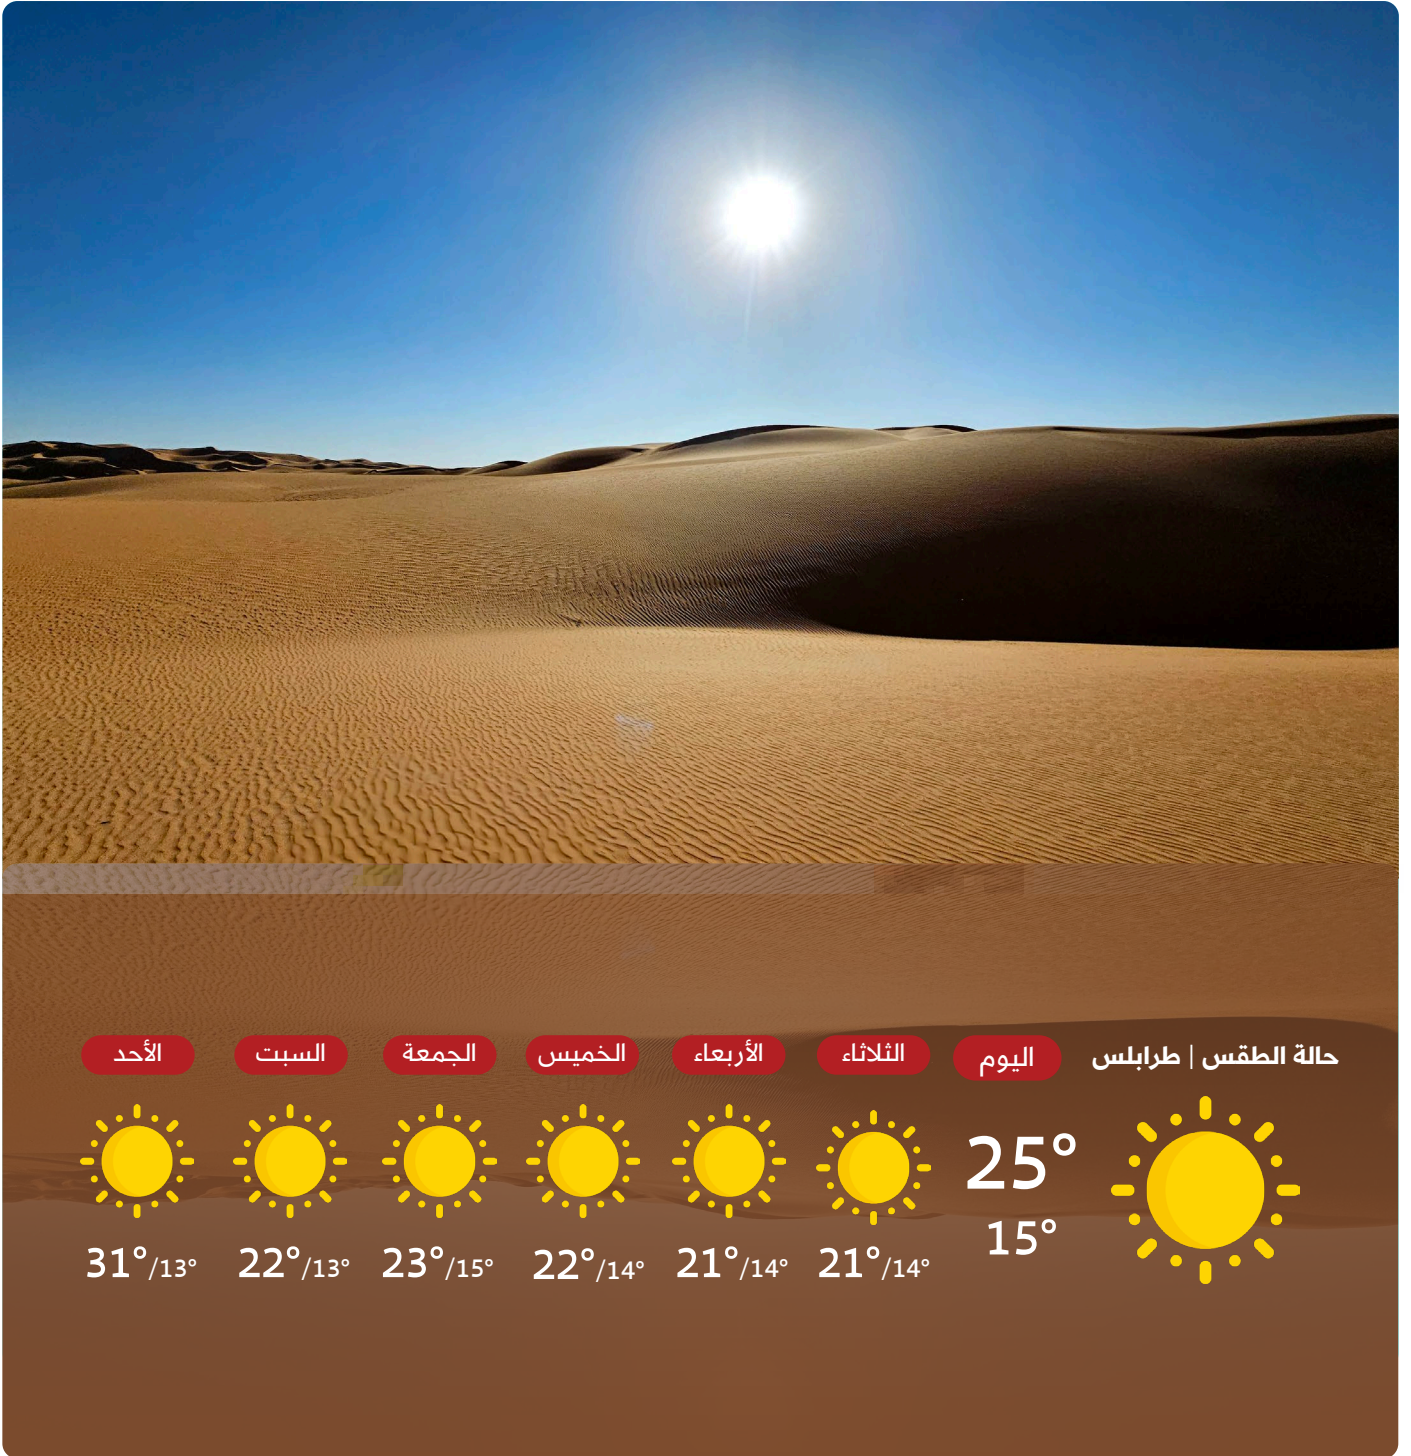 حالة الطقس | طرابلس
اليوم
25°
15°
الثلاثاء
21°/14°
الأربعاء
21°/14°
الخميس
22°/14°
الجمعة
23°/15°
السبت
22°/13°
الأحد
31°/13°